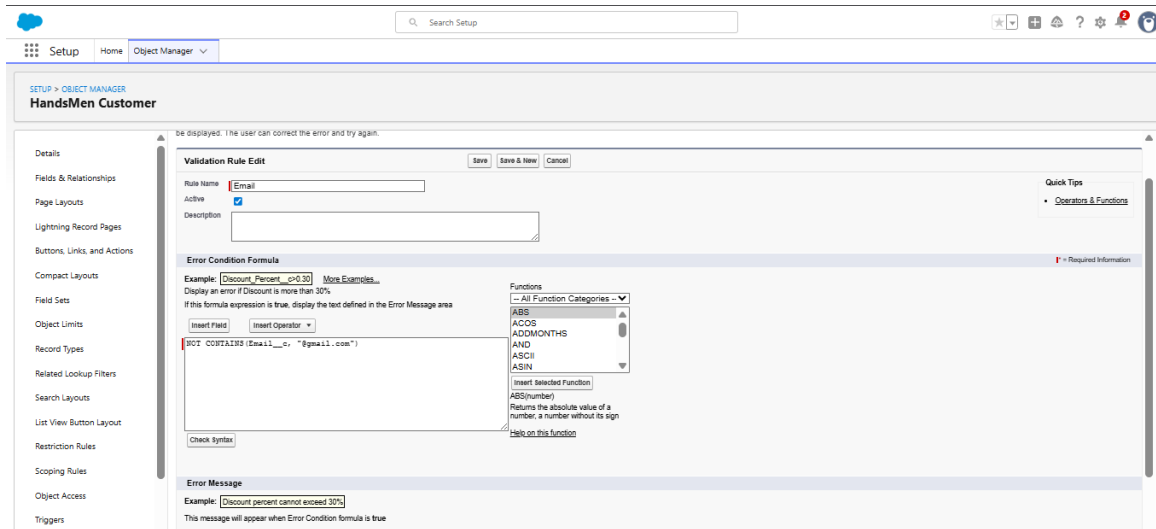 Search Setup
2
Setup
Home
Object Manager
SETUP > OBJECT MANAGER
HandsMen Customer
Details
Fields & Relationships
Page Layouts
Lightning Record Pages
Buttons, Links, and Actions
Compact Layouts
Field Sets
Object Limits
Record Types
Related Lookup Filters
Search Layouts
List View Button Layout
Restriction Rules
Scoping Rules
Object Access
Triggers
be displayed. The user can correct the error and try again.
Validation Rule Edit
Save
Save & New
Cancel
Rule Name
Email
Active
Description
Quick Tips
Operators & Functions
Error Condition Formula
= Required Information
Example: Discount_Percent__c>0.30 More Examples...
Display an error if Discount is more than 30%
If this formula expression is true, display the text defined in the Error Message area
Insert Field
Insert Operator
NOT CONTAINS(Email__c, "@gmail.com")
Check Syntax
Functions
-- All Function Categories --
ABS
ACOS
ADDMONTHS
AND
ASCII
ASIN
Insert Selected Function
ABS(number)
Returns the absolute value of a
number, a number without its sign
Help on this function
Error Message
Example: Discount percent cannot exceed 30%
This message will appear when Error Condition formula is true